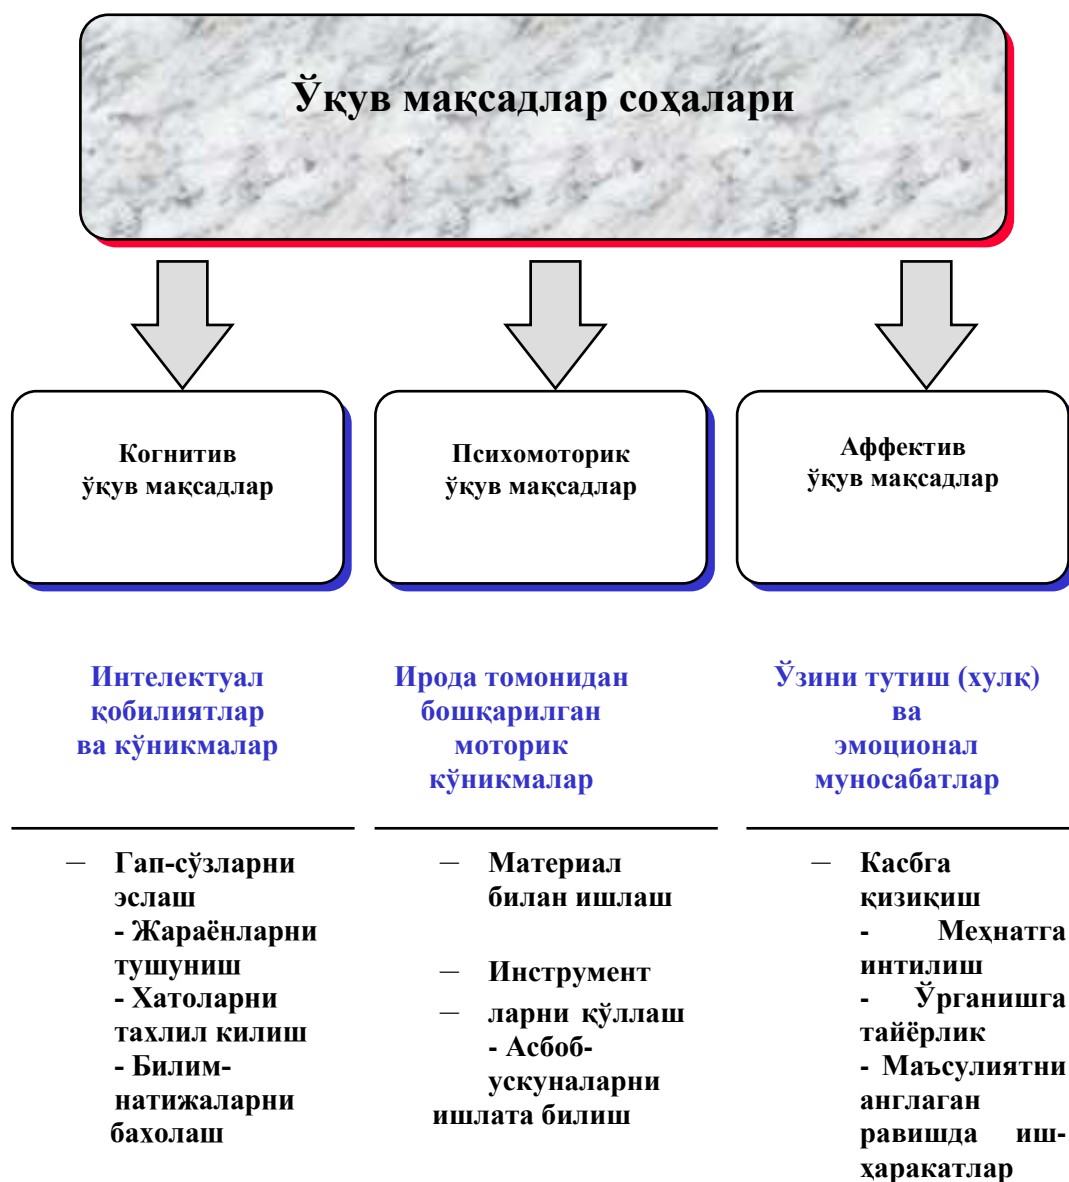 Ўқув мақсадлар соҳалари
Когнитив
ўқув мақсадлар
Психомоторик
ўқув мақсадлар
Аффектив
ўқув мақсадлар
Интелектуал
қобилиятлар
ва кўникмалар
Ирода томонидан
бошқарилган
моторик
кўникмалар
Ўзини тутиш (хулқ)
ва
эмоционал
муносабатлар
— Гап-сўзларни
эслаш
- Жараёнларни
тушуниш
- Хатоларни
тахлил килиш
- Билим-
натижаларни
бахолаш
— Материал
билан ишлаш
— Инструмент
— ларни қўллаш
- Асбоб-
ускуналарни
ишлата билиш
— Касбга
қизиқиш
- Меҳнатга
интилиш
- Ўрганишга
тайёрлик
- Маъсулиятни
англаган
равишда иш-
ҳаракатлар